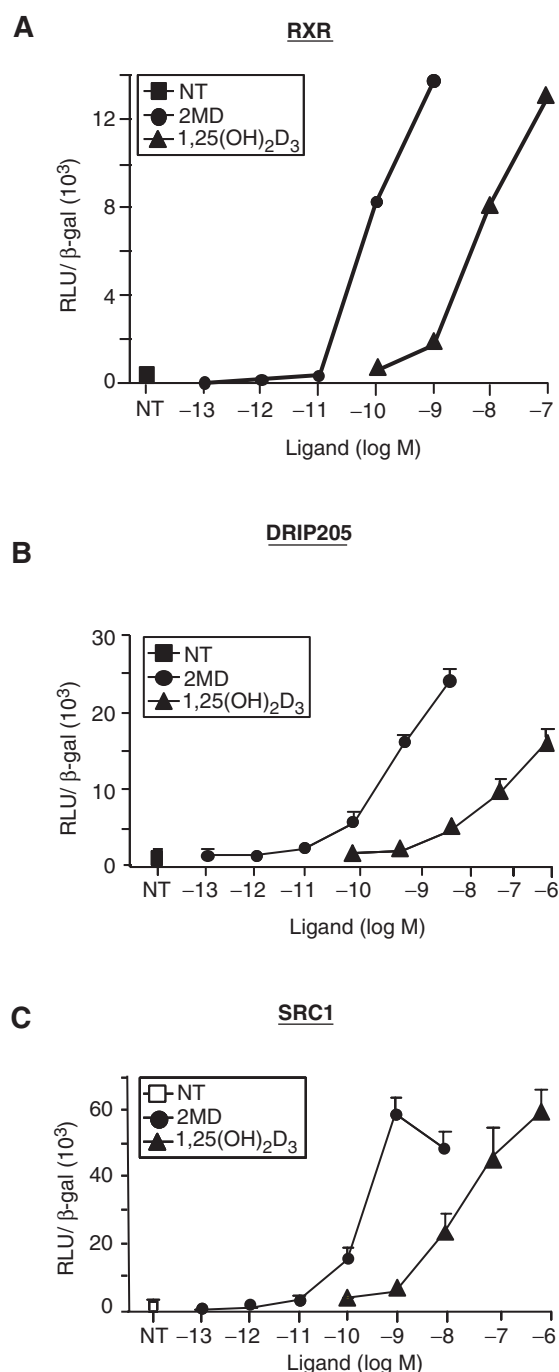 A
RXR
NT
2MD
1,25(OH)₂D₃
RLU/ β-gal (10³)
12
8
4
0
NT –13 –12 –11 –10 –9 –8 –7
Ligand (log M)
B
DRIP205
NT
2MD
1,25(OH)₂D₃
RLU/ β-gal (10³)
30
20
10
0
NT –13 –12 –11 –10 –9 –8 –7 –6
Ligand (log M)
C
SRC1
NT
2MD
1,25(OH)₂D₃
RLU/ β-gal (10³)
60
40
20
0
NT –13 –12 –11 –10 –9 –8 –7 –6
Ligand (log M)